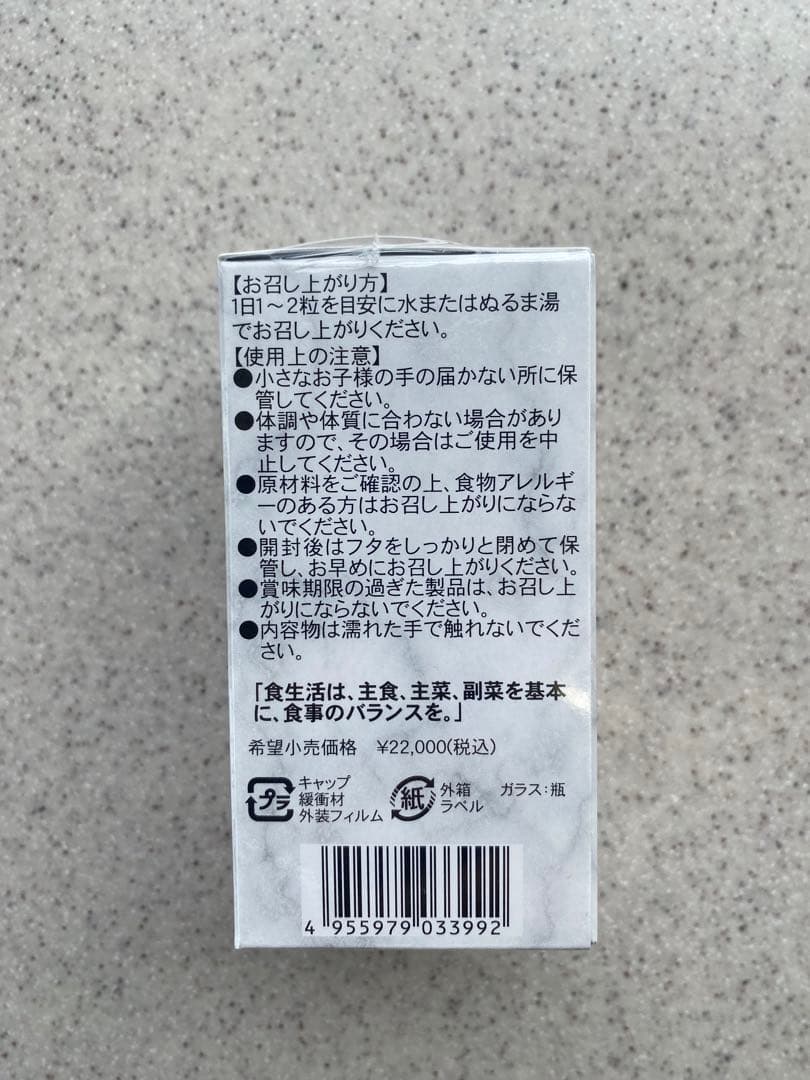 【お召し上がり方】
1日1～2粒を目安に水またはぬるま湯
でお召し上がりください。
【使用上の注意】
●小さなお子様の手の届かない所に保
管してください。
●体調や体質に合わない場合があり
ますので、その場合はご使用を中
止してください。
●原材料をご確認の上、食物アレルギ
ーのある方はお召し上がりにならな
いでください。
●開封後はフタをしっかりと閉めて保
管し、お早めにお召し上がりください。
●賞味期限の過ぎた製品は、お召し上
がりにならないでください。
●内容物は濡れた手で触れないでくだ
さい。
「食生活は、主食、主菜、副菜を基本
に、食事のバランスを。」
希望小売価格 ¥22,000(税込)
プラ
キャップ
緩衝材
外装フィルム
紙
外箱
ラベル
ガラス:瓶
4 955979 033992